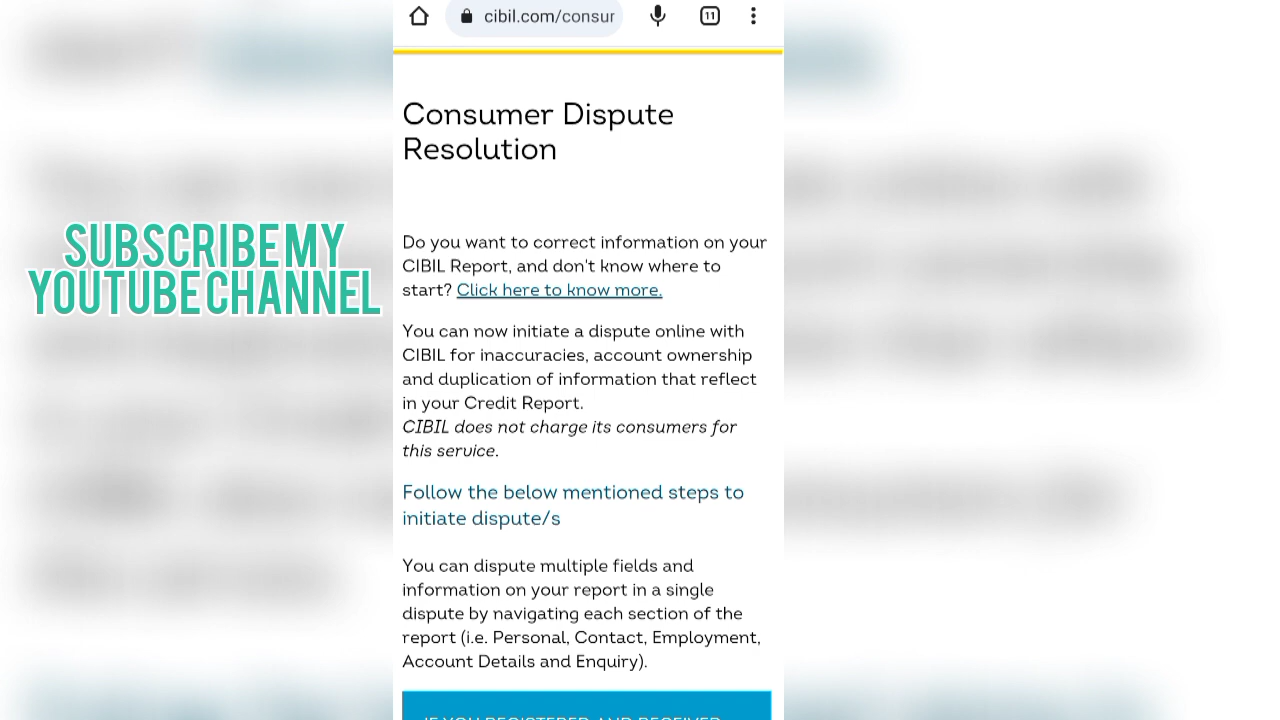 cibil.com/consur
11
Consumer Dispute
Resolution
SUBSCRIBE MY
YOUTUBE CHANNEL
Do you want to correct information on your
CIBIL Report, and don't know where to
start? Click here to know more.
You can now initiate a dispute online with
CIBIL for inaccuracies, account ownership
and duplication of information that reflect
in your Credit Report.
CIBIL does not charge its consumers for
this service.
Follow the below mentioned steps to
initiate dispute/s
You can dispute multiple fields and
information on your report in a single
dispute by navigating each section of the
report (i.e. Personal, Contact, Employment,
Account Details and Enquiry).
IF YOU REGISTERED AND RECEIVED